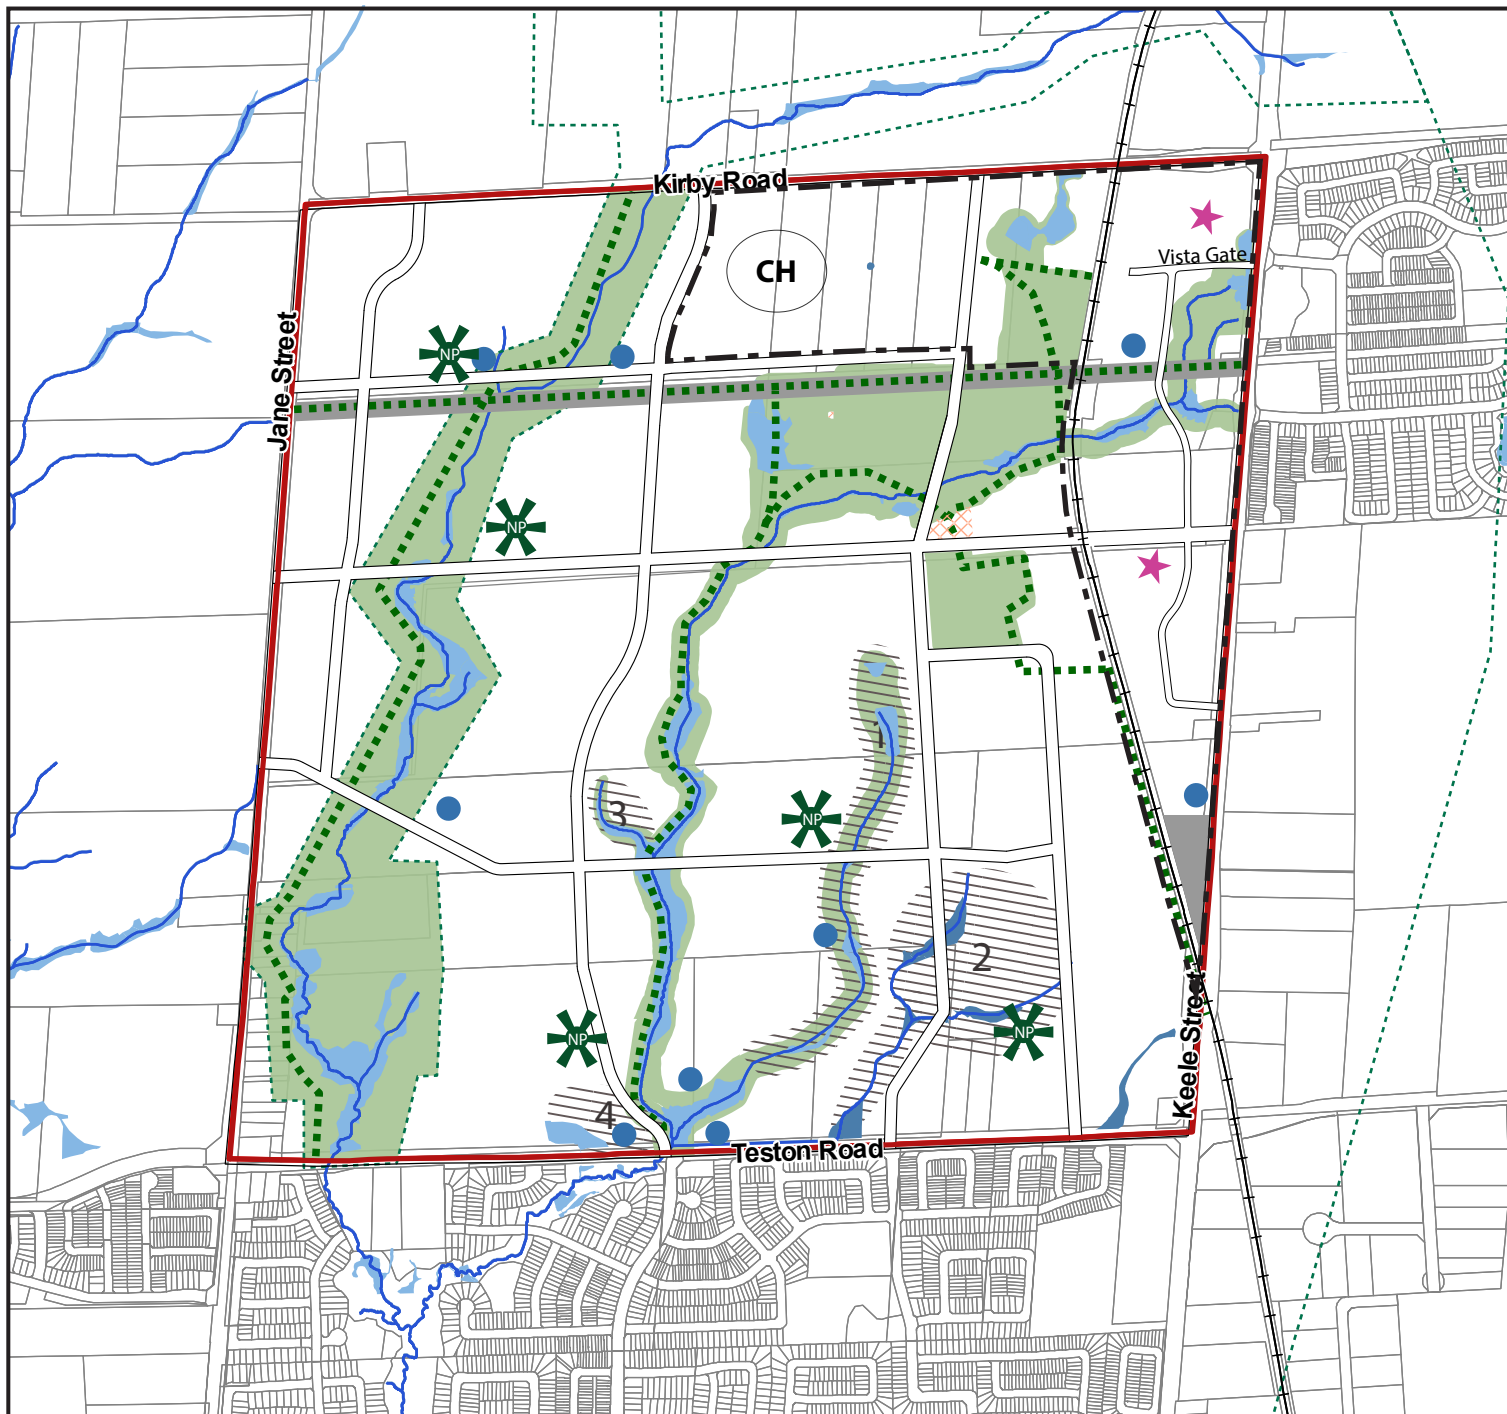 Kirby Road
Vista Gate
CH
Jane Street
NP
NP
1
3
NP
2
NP
NP
4
Keele Street
Teston Road